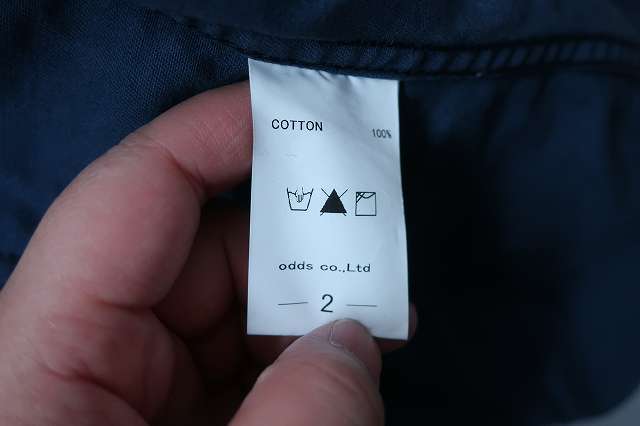 COTTON 100%
odds co.,Ltd
— 2 —